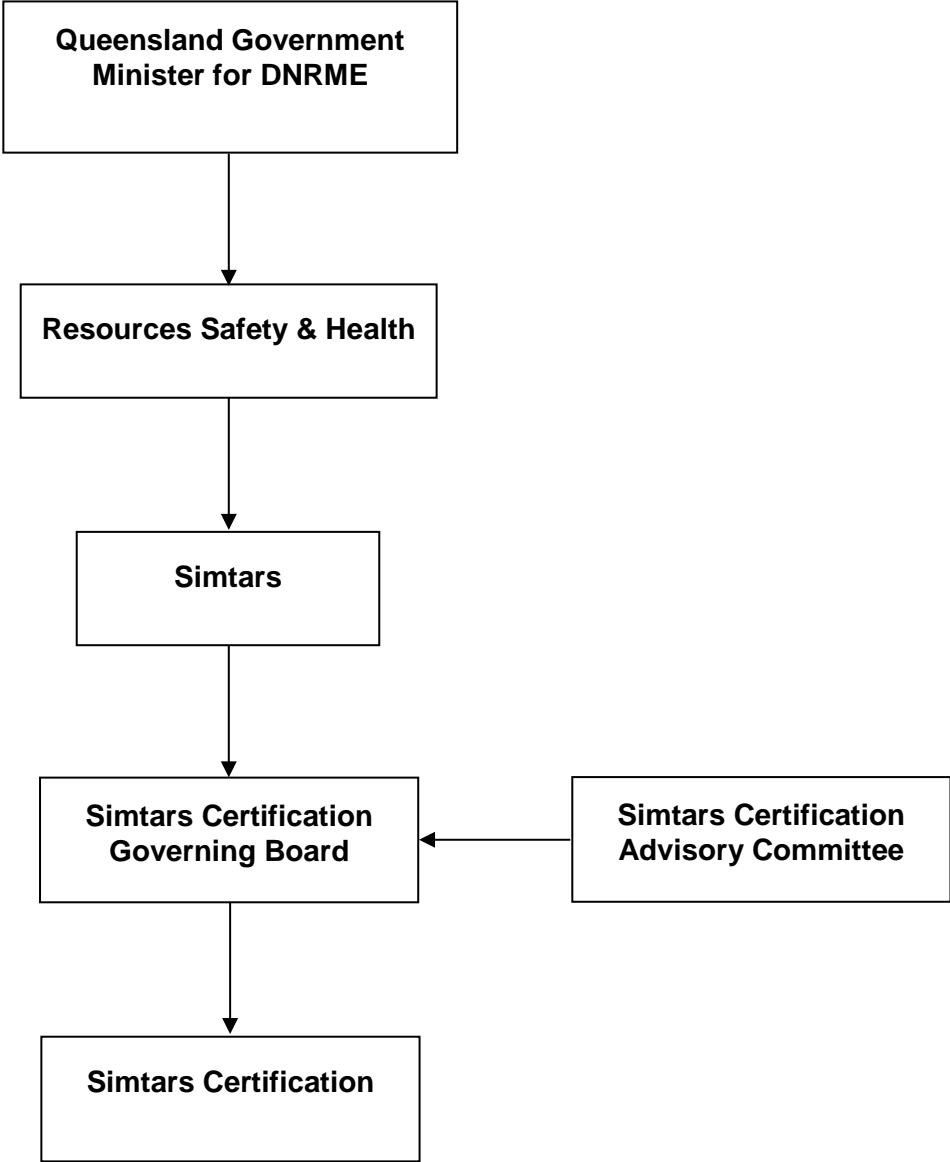 Queensland Government
Minister for DNRME
Resources Safety & Health
Simtars
Simtars Certification
Governing Board
Simtars Certification
Advisory Committee
Simtars Certification